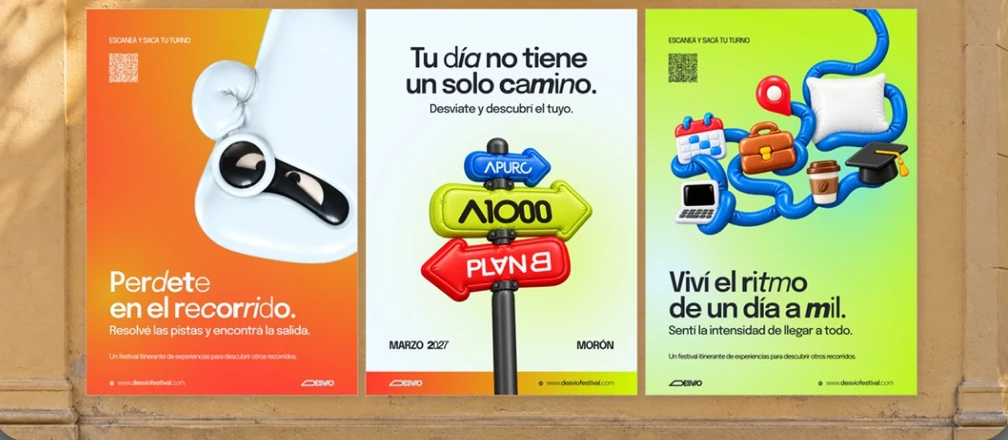 ESCANEÁ Y SACÁ TU TURNO
Perdete
en el recorrido.
Resolvé las pistas y encontrá la salida.
Un festival itinerante de experiencias para descubrir otros recorridos.
www.desviofestival.com
DESVIO
Tu día no tiene
un solo camino.
Desviate y descubrí el tuyo.
APURO
A1000
PLAN B
MARZO 2027
MORÓN
DESVIO
www.desviofestival.com
ESCANEÁ Y SACÁ TU TURNO
Viví el ritmo
de un día a mil.
Sentí la intensidad de llegar a todo.
Un festival itinerante de experiencias para descubrir otros recorridos.
DESVIO
www.desviofestival.com